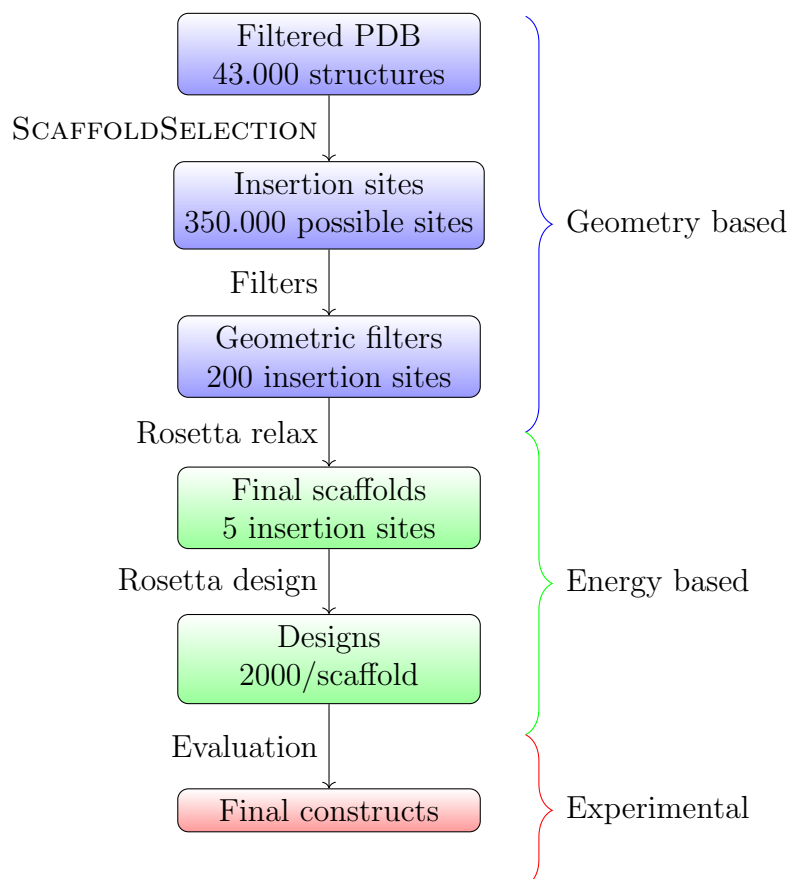 Filtered PDB
43.000 structures
SCAFFOLDSELECTION
Insertion sites
350.000 possible sites
Geometry based
Filters
Geometric filters
200 insertion sites
Rosetta relax
Final scaffolds
5 insertion sites
Rosetta design
Energy based
Designs
2000/scaffold
Evaluation
Final constructs
Experimental